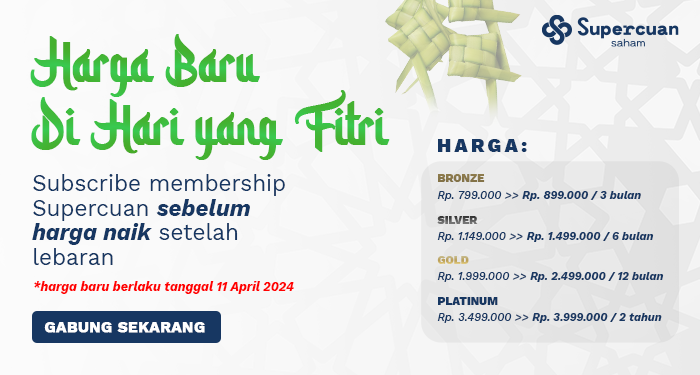 Supercuan
saham
Harga Baru
Di Hari yang Fitri
Subscribe membership
Supercuan sebelum
harga naik setelah
lebaran
*harga baru berlaku tanggal 11 April 2024
GABUNG SEKARANG
HARGA:
BRONZE
Rp. 799.000 >> Rp. 899.000 / 3 bulan
SILVER
Rp. 1.149.000 >> Rp. 1.499.000 / 6 bulan
GOLD
Rp. 1.999.000 >> Rp. 2.499.000 / 12 bulan
PLATINUM
Rp. 3.499.000 >> Rp. 3.999.000 / 2 tahun